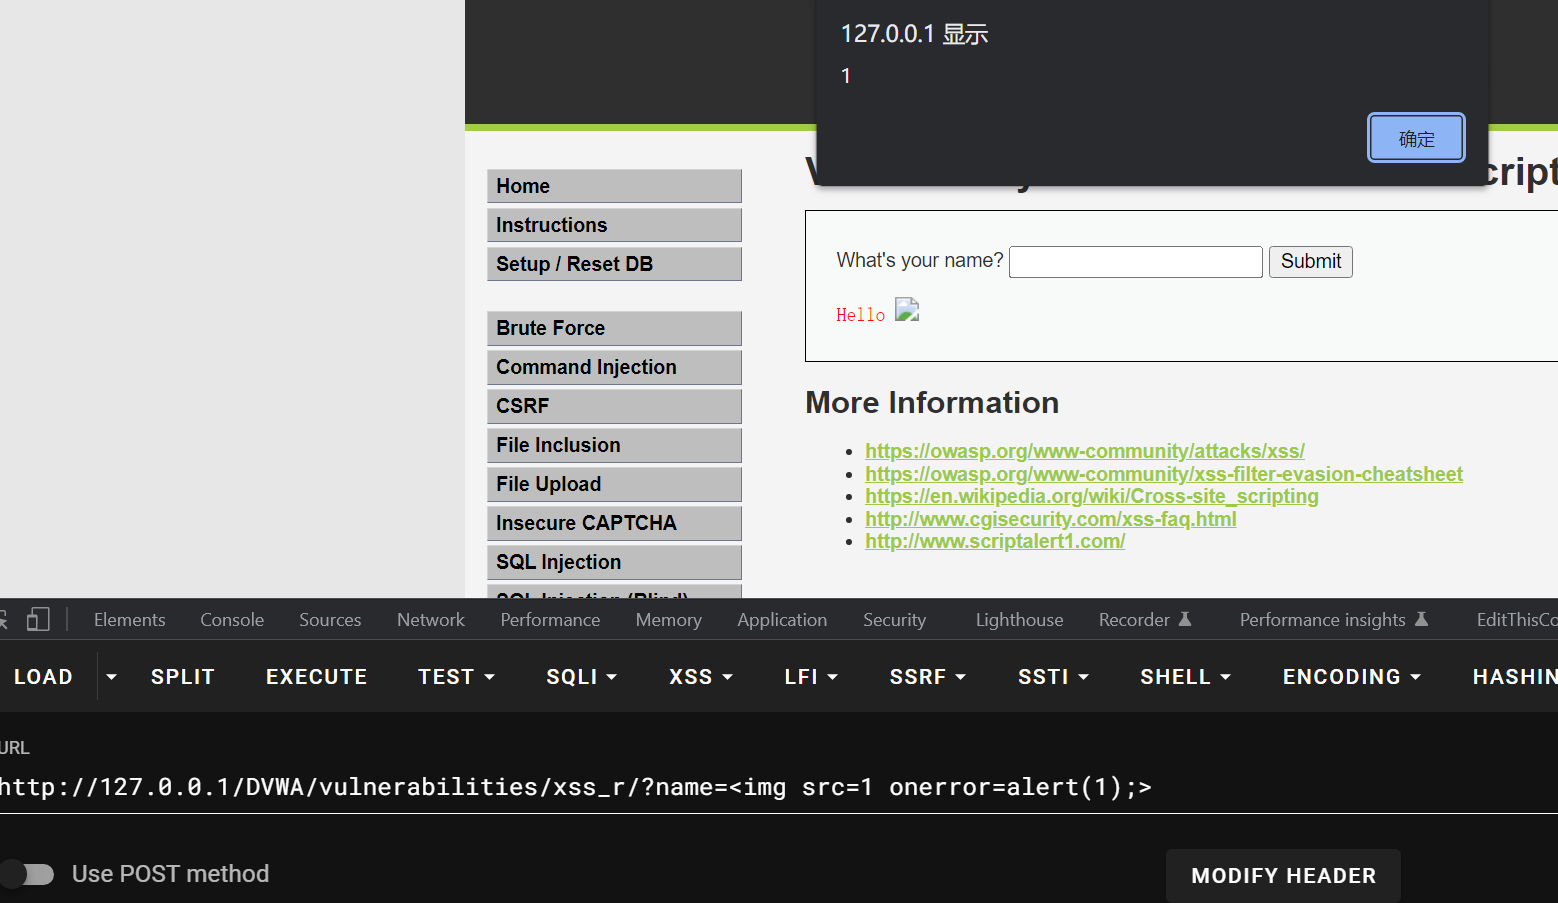 127.0.0.1 显示
1
确定
Home
Instructions
Setup / Reset DB
Brute Force
Command Injection
CSRF
File Inclusion
File Upload
Insecure CAPTCHA
SQL Injection
SQL Injection (Blind)
What's your name?
Submit
Hello
More Information
https://owasp.org/www-community/attacks/xss/
https://owasp.org/www-community/xss-filter-evasion-cheatsheet
https://en.wikipedia.org/wiki/Cross-site_scripting
http://www.cgisecurity.com/xss-faq.html
http://www.scriptalert1.com/
Elements Console Sources Network Performance Memory Application Security Lighthouse Recorder Performance insights EditThisCo
LOAD SPLIT EXECUTE TEST SQLI XSS LFI SSRF SSTI SHELL ENCODING HASHIN
URL
http://127.0.0.1/DVWA/vulnerabilities/xss_r/?name=<img src=1 onerror=alert(1);>
Use POST method
MODIFY HEADER